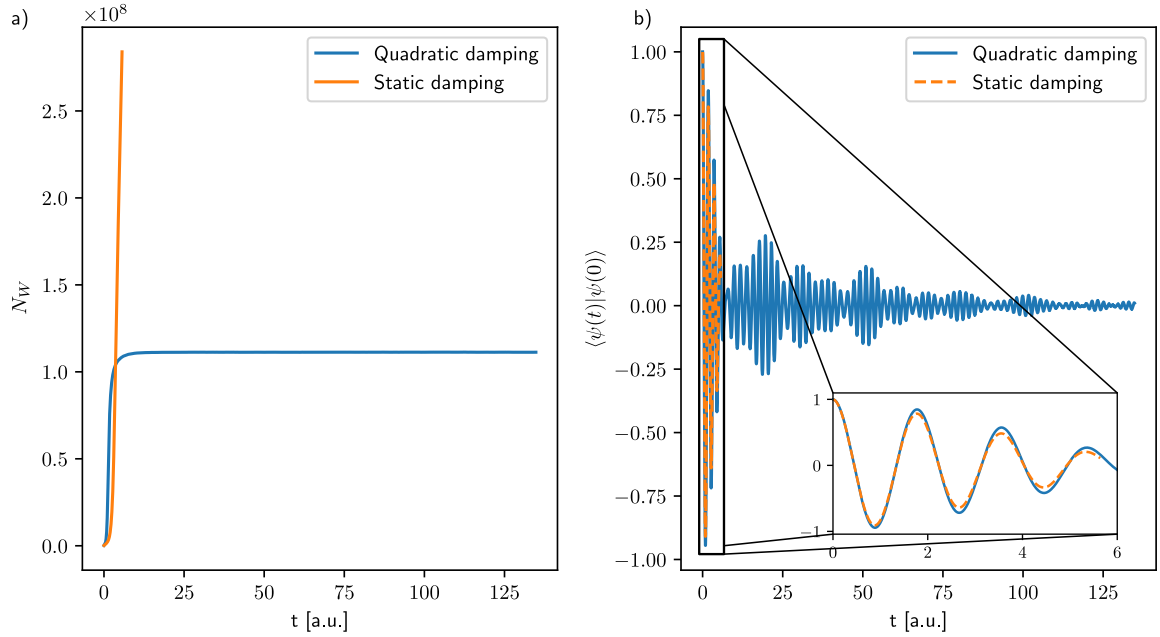 a)
×10⁸
Quadratic damping
Static damping
2.5
2.0
1.5
1.0
0.5
0.0
N_W
0 25 50 75 100 125
t [a.u.]
b)
Quadratic damping
Static damping
1.00
0.75
0.50
0.25
0.00
−0.25
−0.50
−0.75
−1.00
⟨ψ(t)|ψ(0)⟩
1
0
−1
0 2 4 6
0 25 50 75 100 125
t [a.u.]